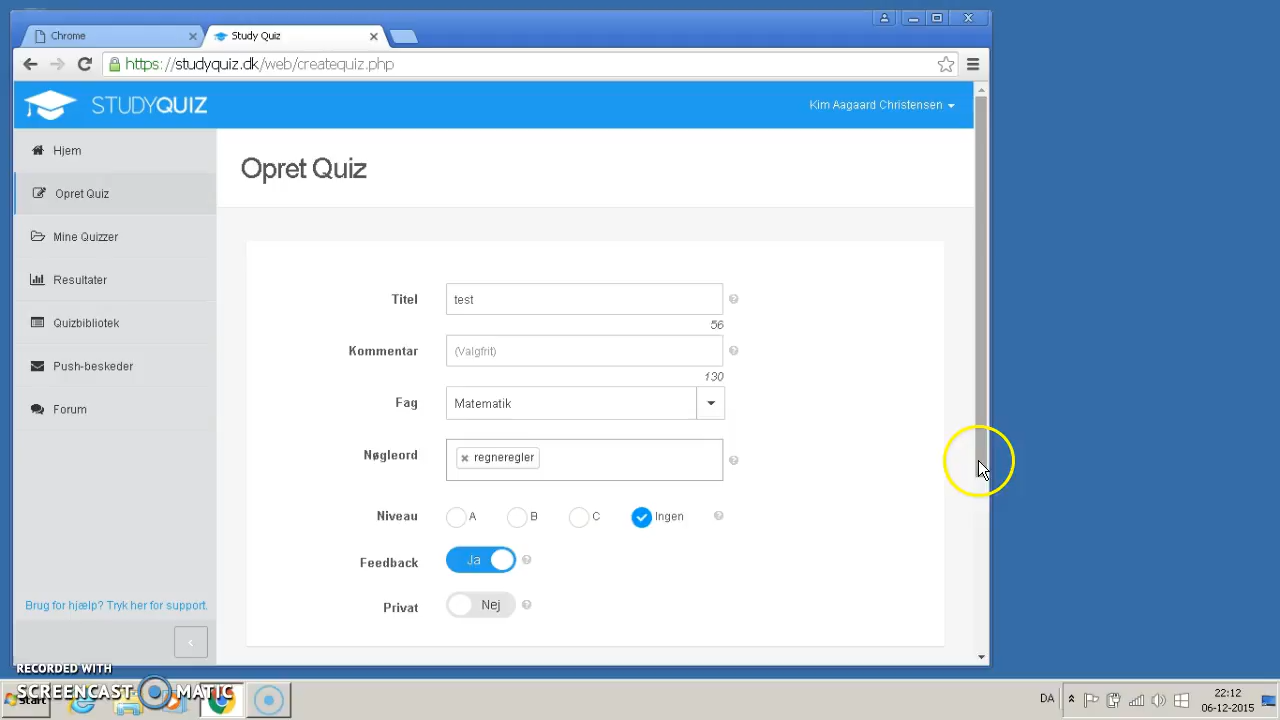 Chrome
Study Quiz
https://studyquiz.dk/web/createquiz.php
STUDYQUIZ
Kim Aagaard Christensen
Hjem
Opret Quiz
Mine Quizzer
Resultater
Quizbibliotek
Push-beskeder
Forum
Brug for hjælp? Tryk her for support.
Opret Quiz
Titel
test
56
Kommentar
(Valgfrit)
130
Fag
Matematik
Nøgleord
regneregler
Niveau
A
B
C
Ingen
Feedback
Ja
Privat
Nej
RECORDED WITH
SCREENCAST MATIC
Start
DA
22:12
06-12-2015